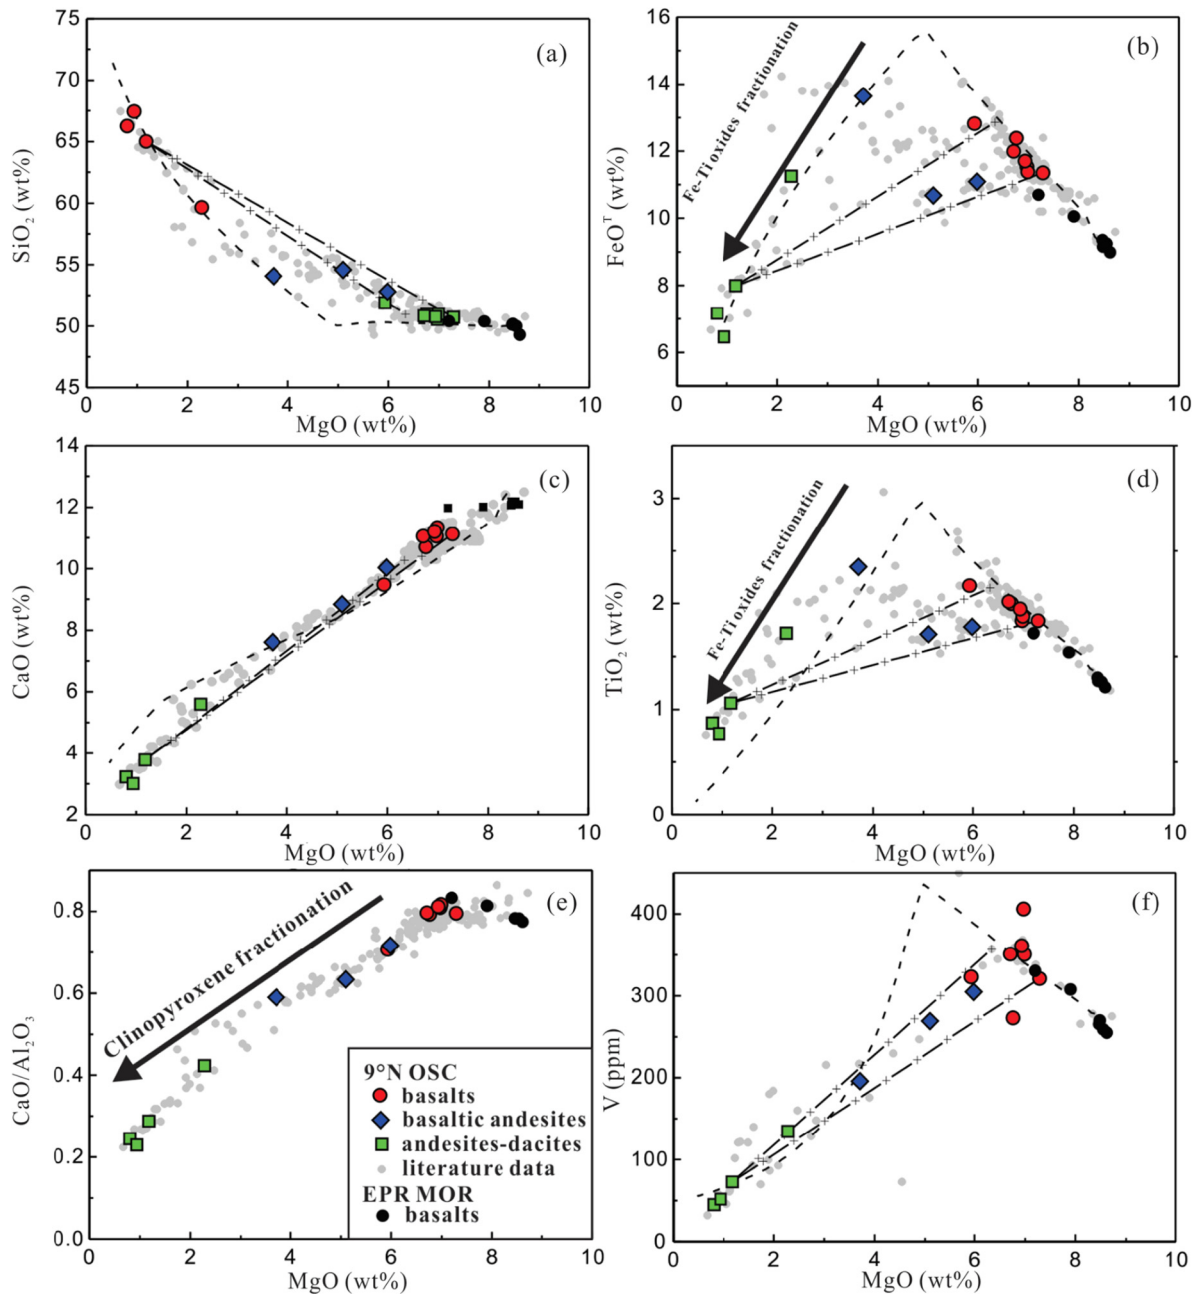 75
70
65
60
55
50
45
SiO₂ (wt%)
(a)
0 2 4 6 8 10
MgO (wt%)
16
14
12
10
8
6
FeOᵀ (wt%)
Fe-Ti oxides fractionation
(b)
0 2 4 6 8 10
MgO (wt%)
14
12
10
8
6
4
2
CaO (wt%)
(c)
0 2 4 6 8 10
MgO (wt%)
3
2
1
0
TiO₂ (wt%)
Fe-Ti oxides fractionation
(d)
0 2 4 6 8 10
MgO (wt%)
0.8
0.6
0.4
0.2
0.0
CaO/Al₂O₃
Clinopyroxene fractionation
(e)
9°N OSC
basalts
basaltic andesites
andesites-dacites
literature data
EPR MOR
basalts
0 2 4 6 8 10
MgO (wt%)
400
300
200
100
0
V (ppm)
(f)
0 2 4 6 8 10
MgO (wt%)